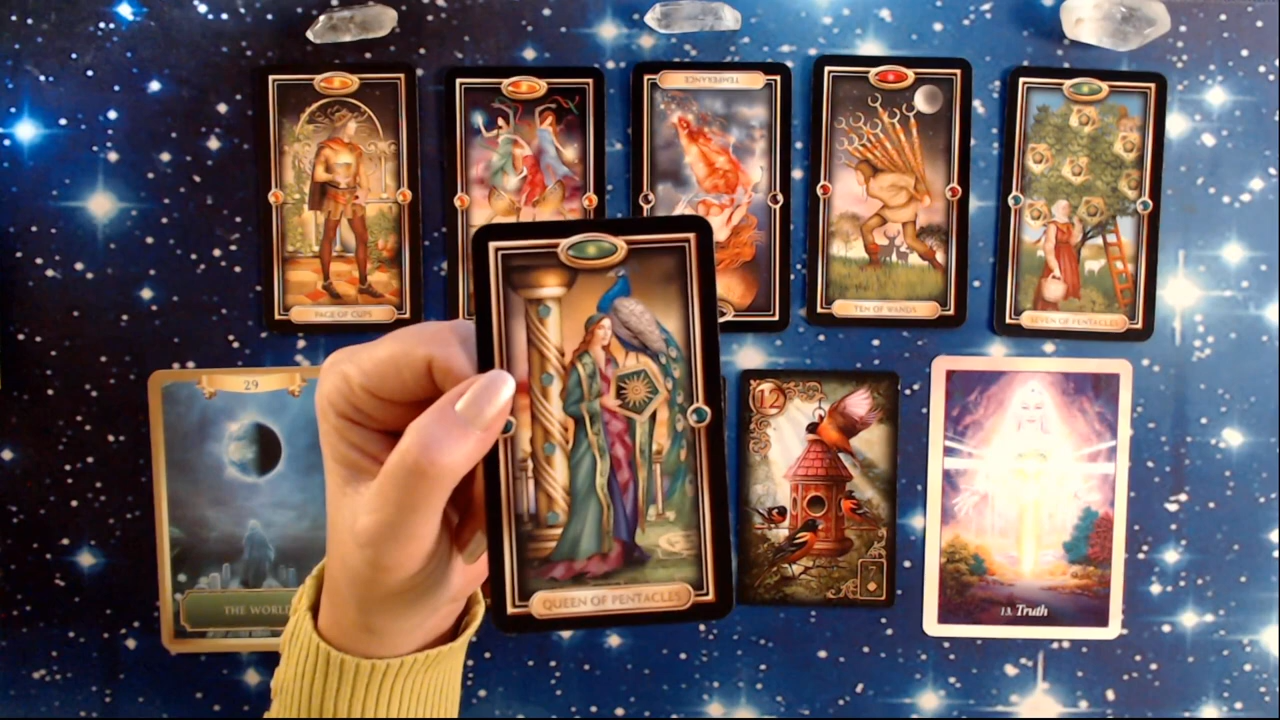 TEMPERANCE
PAGE OF CUPS
TEN OF WANDS
SEVEN OF PENTACLES
29
THE WORLD
QUEEN OF PENTACLES
12
7
13. Truth